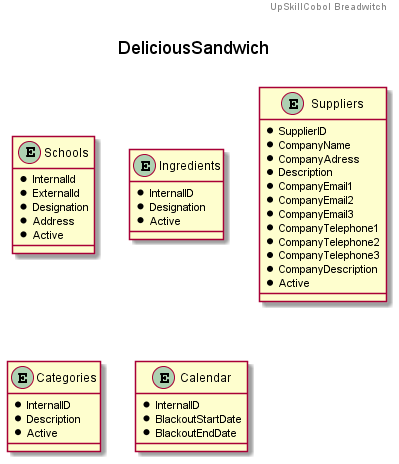 UpSkillCobol Breadwitch
DeliciousSandwich
E Schools
InternalId
ExternalId
Designation
Address
Active
E Ingredients
InternalID
Designation
Active
E Suppliers
SupplierID
CompanyName
CompanyAdress
Description
CompanyEmail1
CompanyEmail2
CompanyEmail3
CompanyTelephone1
CompanyTelephone2
CompanyTelephone3
CompanyDescription
Active
E Categories
InternalID
Description
Active
E Calendar
InternalID
BlackoutStartDate
BlackoutEndDate